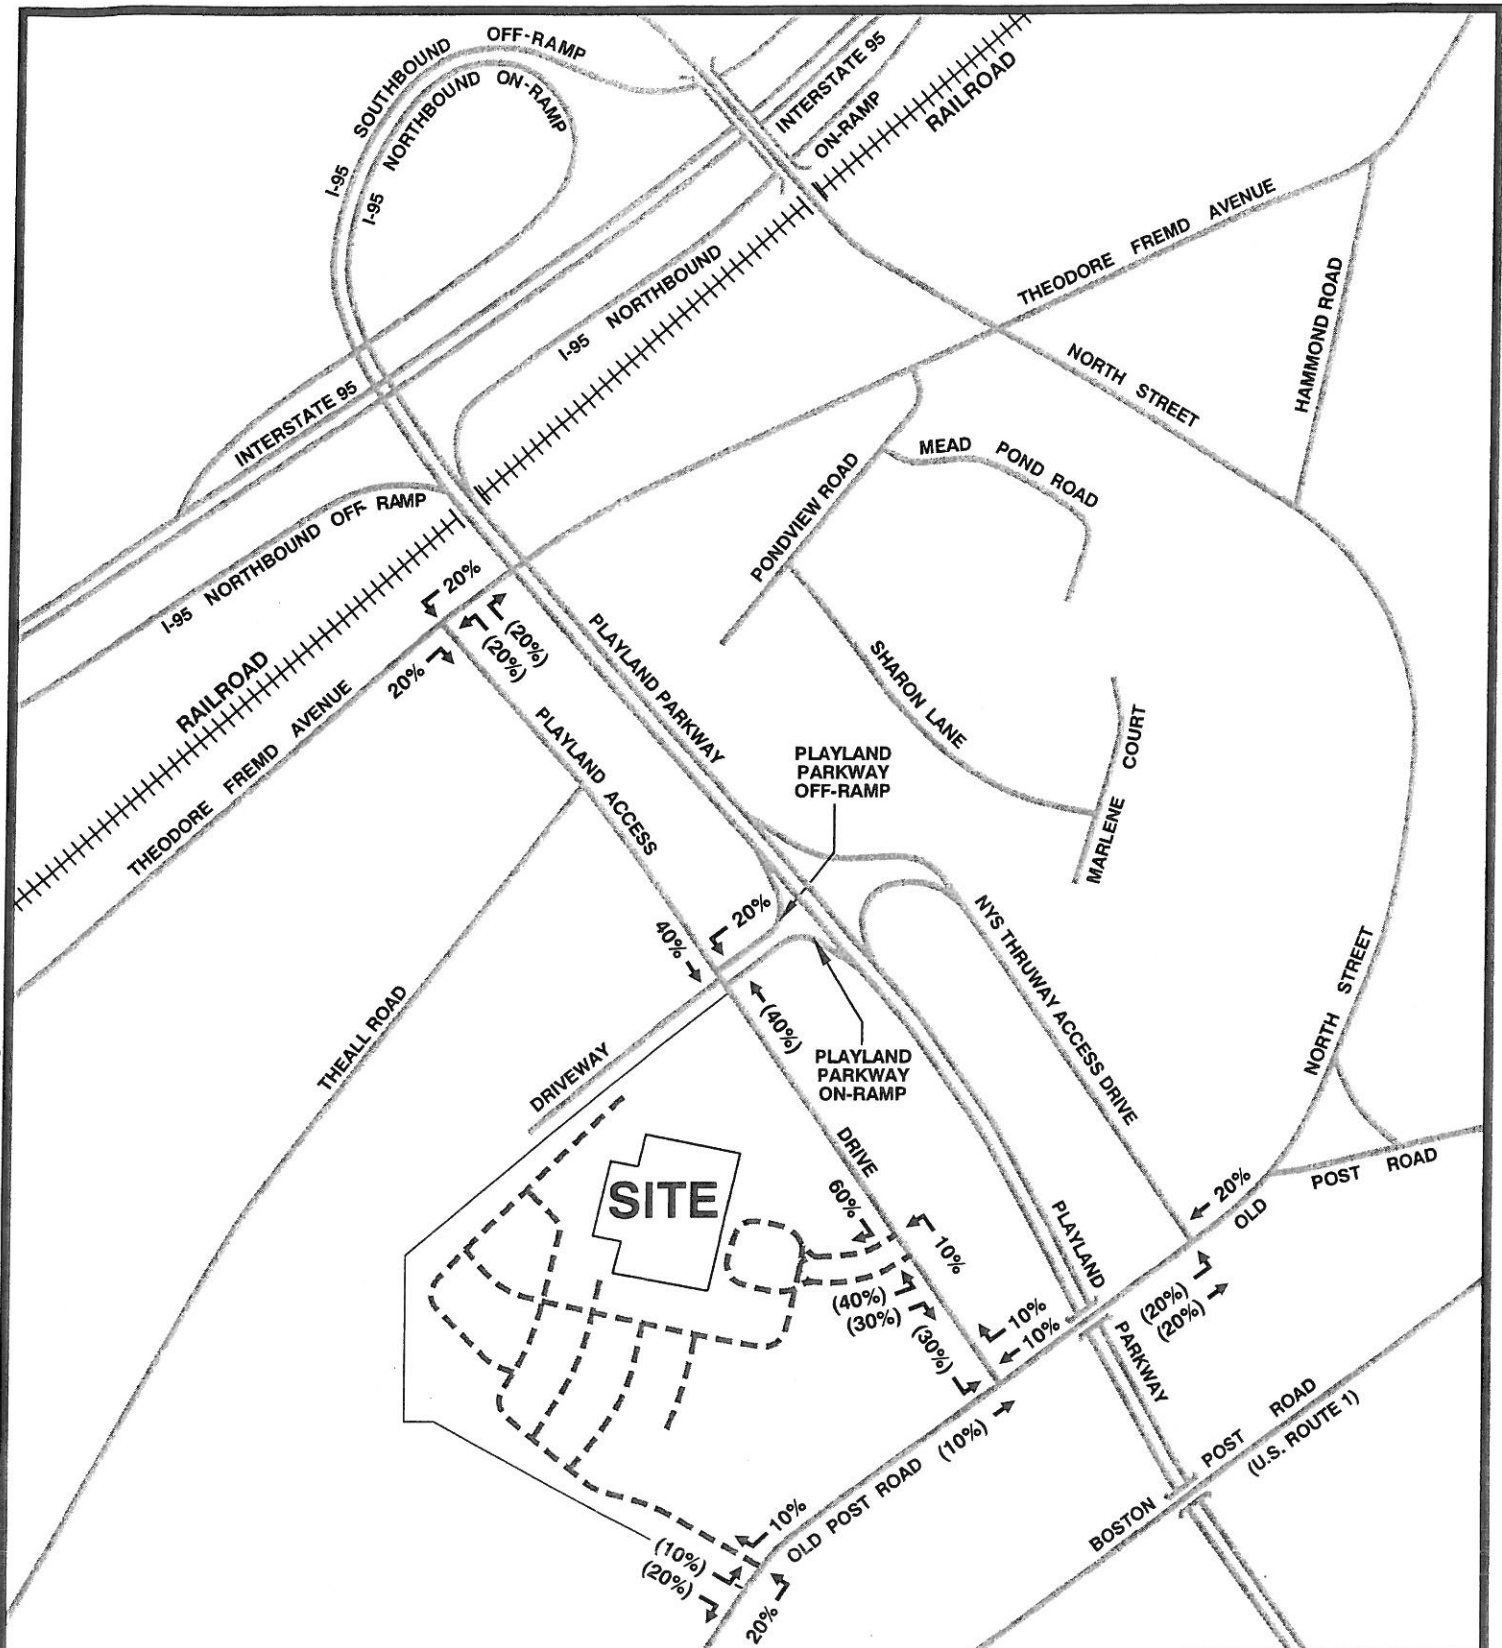 OFF-RAMP
I-95 SOUTHBOUND
I-95 NORTHBOUND ON-RAMP
INTERSTATE 95
ON-RAMP
RAILROAD
THEODORE FREMD AVENUE
HAMMOND ROAD
I-95 NORTHBOUND
NORTH STREET
INTERSTATE 95
MEAD POND ROAD
PONDVIEW ROAD
I-95 NORTHBOUND OFF- RAMP
20%
(20%)
(20%)
20%
RAILROAD
THEODORE FREMD AVENUE
PLAYLAND PARKWAY
SHARON LANE
MARLENE COURT
PLAYLAND ACCESS
PLAYLAND
PARKWAY
OFF-RAMP
20%
40%
(40%)
NYS THRUWAY ACCESS DRIVE
NORTH STREET
THEALL ROAD
DRIVEWAY
PLAYLAND
PARKWAY
ON-RAMP
DRIVE
SITE
60%
10%
(40%)
(30%)
(30%)
10%
10%
PLAYLAND
PARKWAY
20%
OLD
POST ROAD
(20%)
(20%)
(10%)
OLD POST ROAD
BOSTON POST ROAD
(U.S. ROUTE 1)
10%
(10%)
(20%)
20%